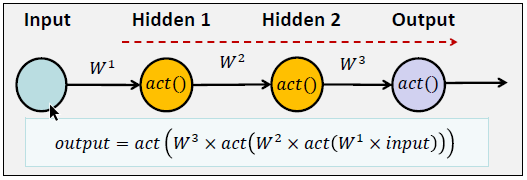 Input Hidden 1 Hidden 2 Output
W¹ W² W³
act() act() act()
output = act(W³ × act(W² × act(W¹ × input)))